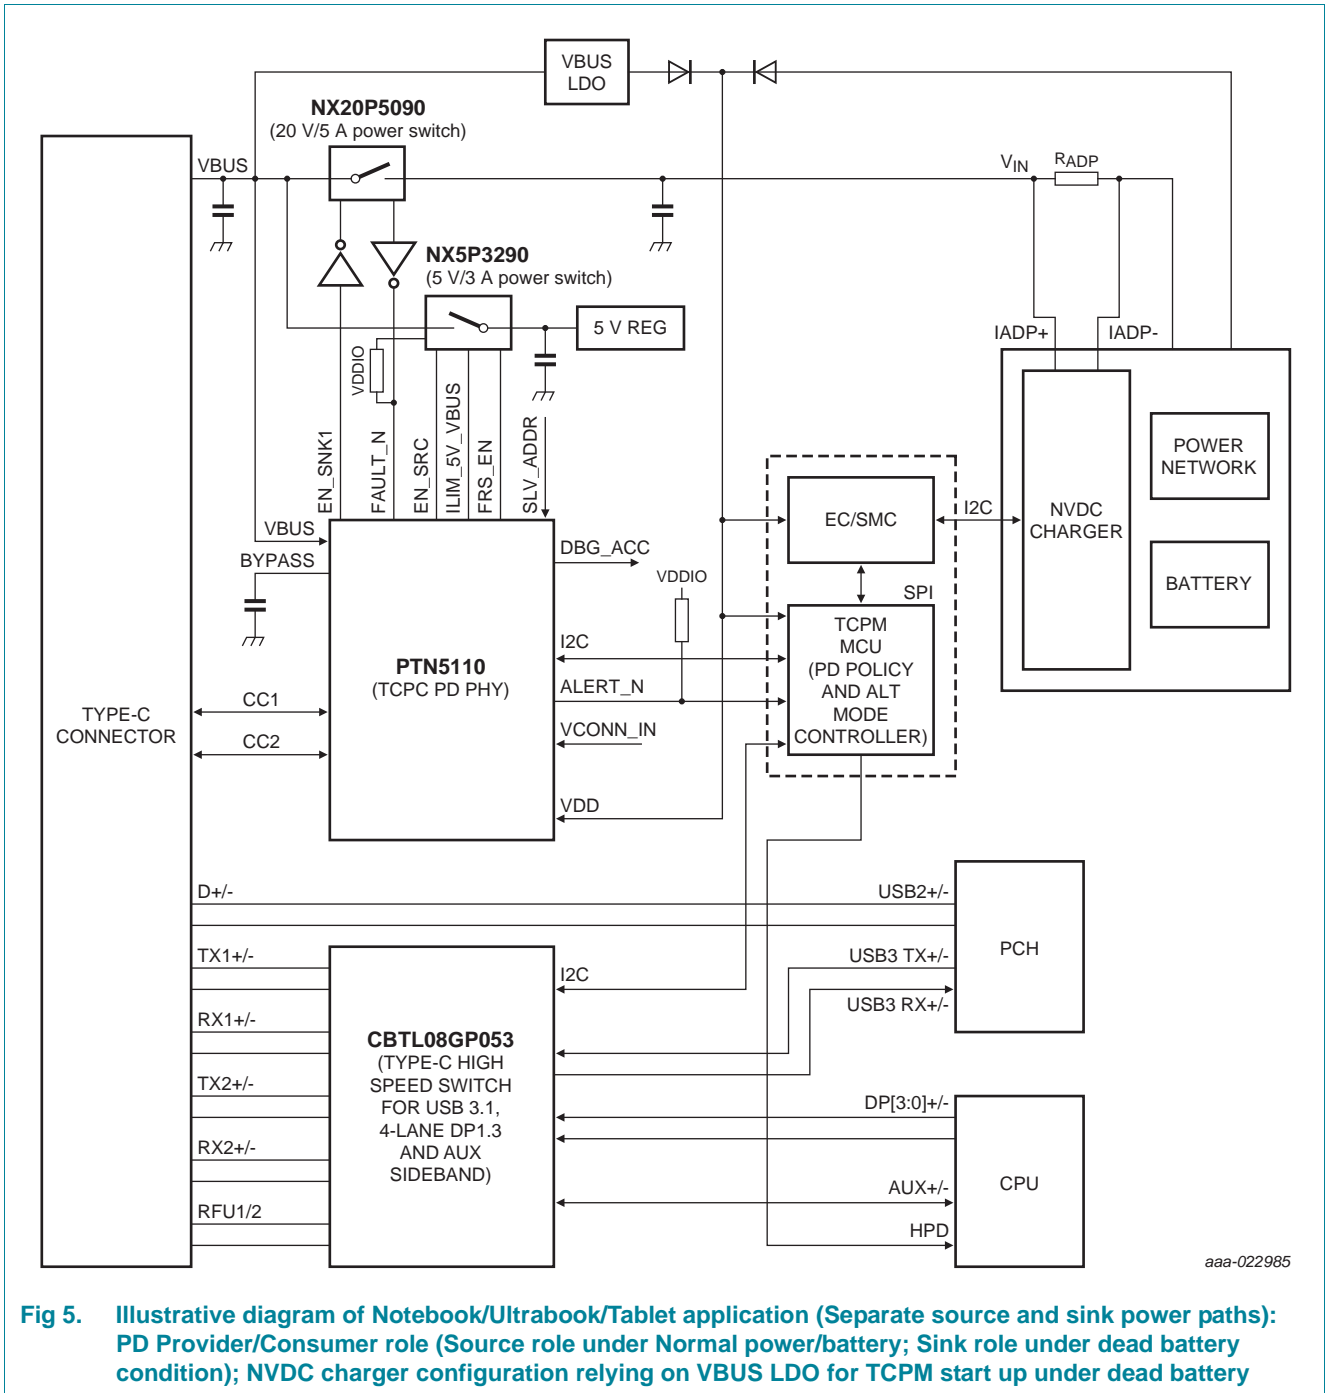 VBUS
LDO
NX20P5090
(20 V/5 A power switch)
VBUS
VIN
RADP
NX5P3290
(5 V/3 A power switch)
5 V REG
IADP+
IADP-
VDDIO
EN_SNK1
FAULT_N
EN_SRC
ILIM_5V_VBUS
FRS_EN
SLV_ADDR
POWER
NETWORK
EC/SMC
I2C
NVDC
CHARGER
BATTERY
VBUS
BYPASS
DBG_ACC
VDDIO
SPI
TCPM
MCU
(PD POLICY
AND ALT
MODE
CONTROLLER)
I2C
PTN5110
(TCPC PD PHY)
ALERT_N
TYPE-C
CONNECTOR
CC1
CC2
VCONN_IN
VDD
D+/-
USB2+/-
PCH
TX1+/-
I2C
USB3 TX+/-
USB3 RX+/-
RX1+/-
CBTL08GP053
(TYPE-C HIGH
SPEED SWITCH
FOR USB 3.1,
4-LANE DP1.3
AND AUX
SIDEBAND)
TX2+/-
DP[3:0]+/-
RX2+/-
CPU
AUX+/-
RFU1/2
HPD
aaa-022985
Fig 5. Illustrative diagram of Notebook/Ultrabook/Tablet application (Separate source and sink power paths):
PD Provider/Consumer role (Source role under Normal power/battery; Sink role under dead battery
condition); NVDC charger configuration relying on VBUS LDO for TCPM start up under dead battery